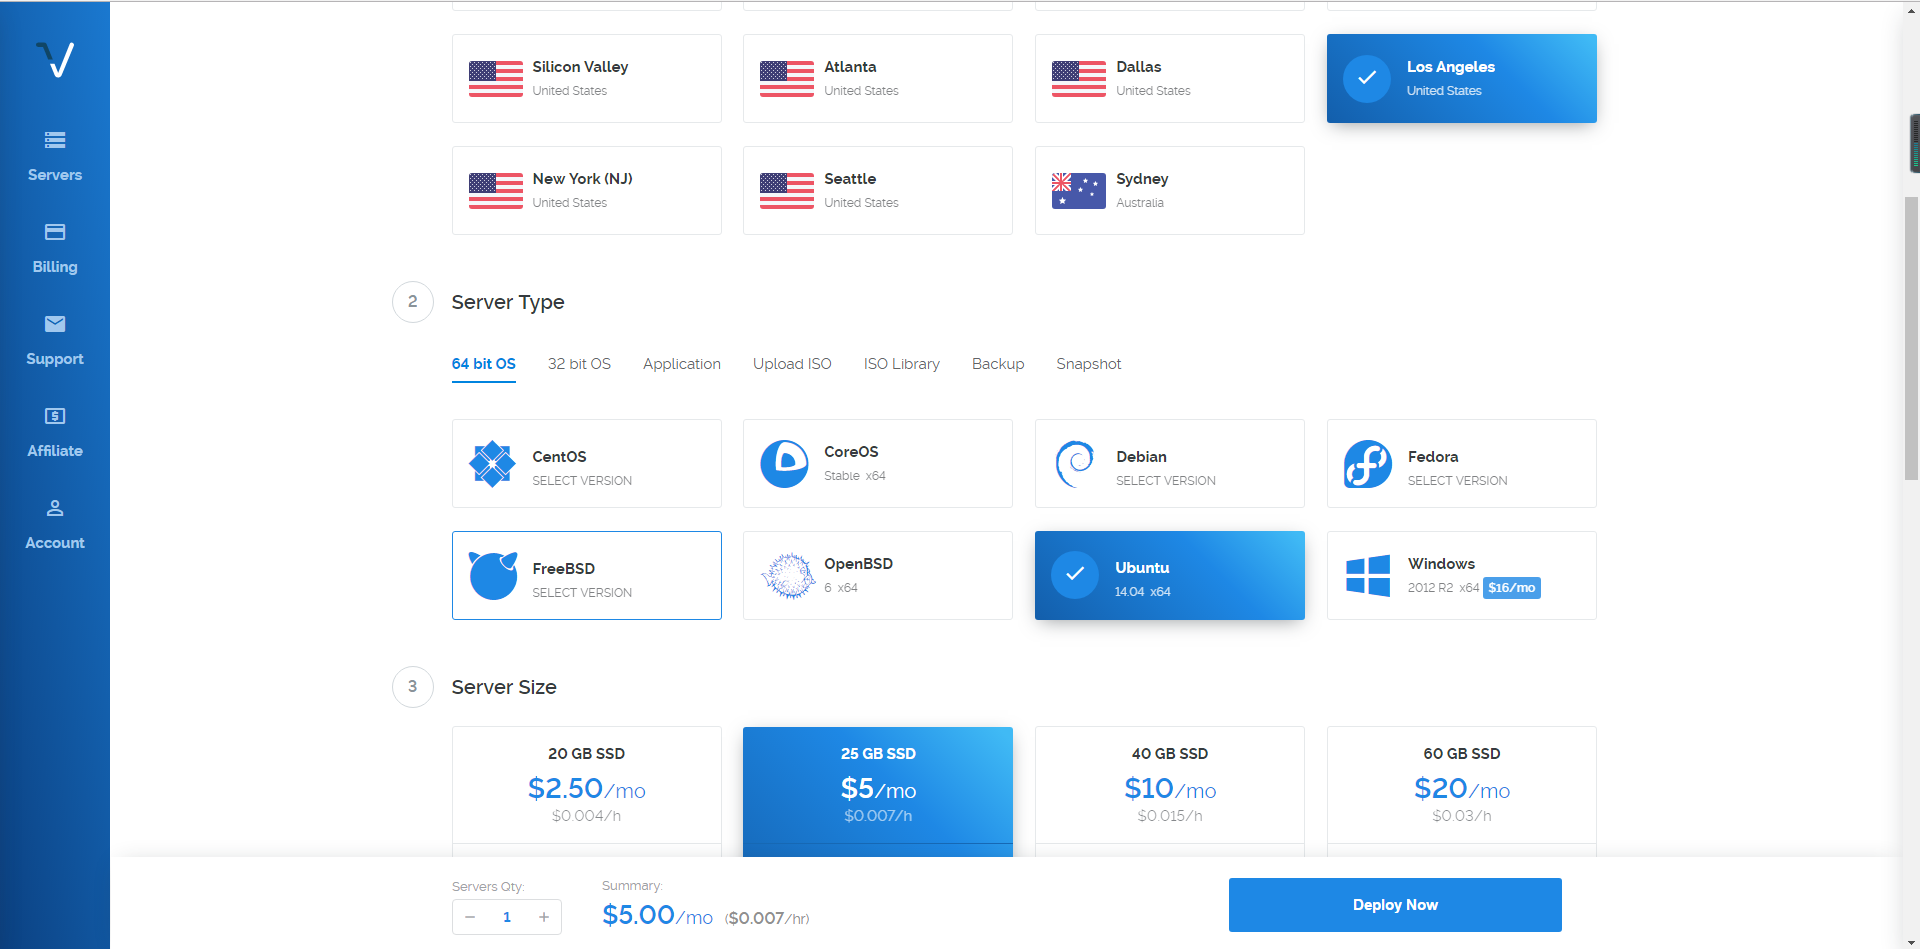 Silicon Valley
United States
Atlanta
United States
Dallas
United States
Los Angeles
United States
New York (NJ)
United States
Seattle
United States
Sydney
Australia
Servers
Billing
Support
Affiliate
Account
2
Server Type
64 bit OS
32 bit OS
Application
Upload ISO
ISO Library
Backup
Snapshot
CentOS
SELECT VERSION
CoreOS
Stable x64
Debian
SELECT VERSION
Fedora
SELECT VERSION
FreeBSD
SELECT VERSION
OpenBSD
6 x64
Ubuntu
14.04 x64
Windows
2012 R2 x64 $16/mo
3
Server Size
20 GB SSD
$2.50/mo
$0.004/h
25 GB SSD
$5/mo
$0.007/h
40 GB SSD
$10/mo
$0.015/h
60 GB SSD
$20/mo
$0.03/h
Servers Qty:
− 1 +
Summary:
$5.00/mo ($0.007/hr)
Deploy Now